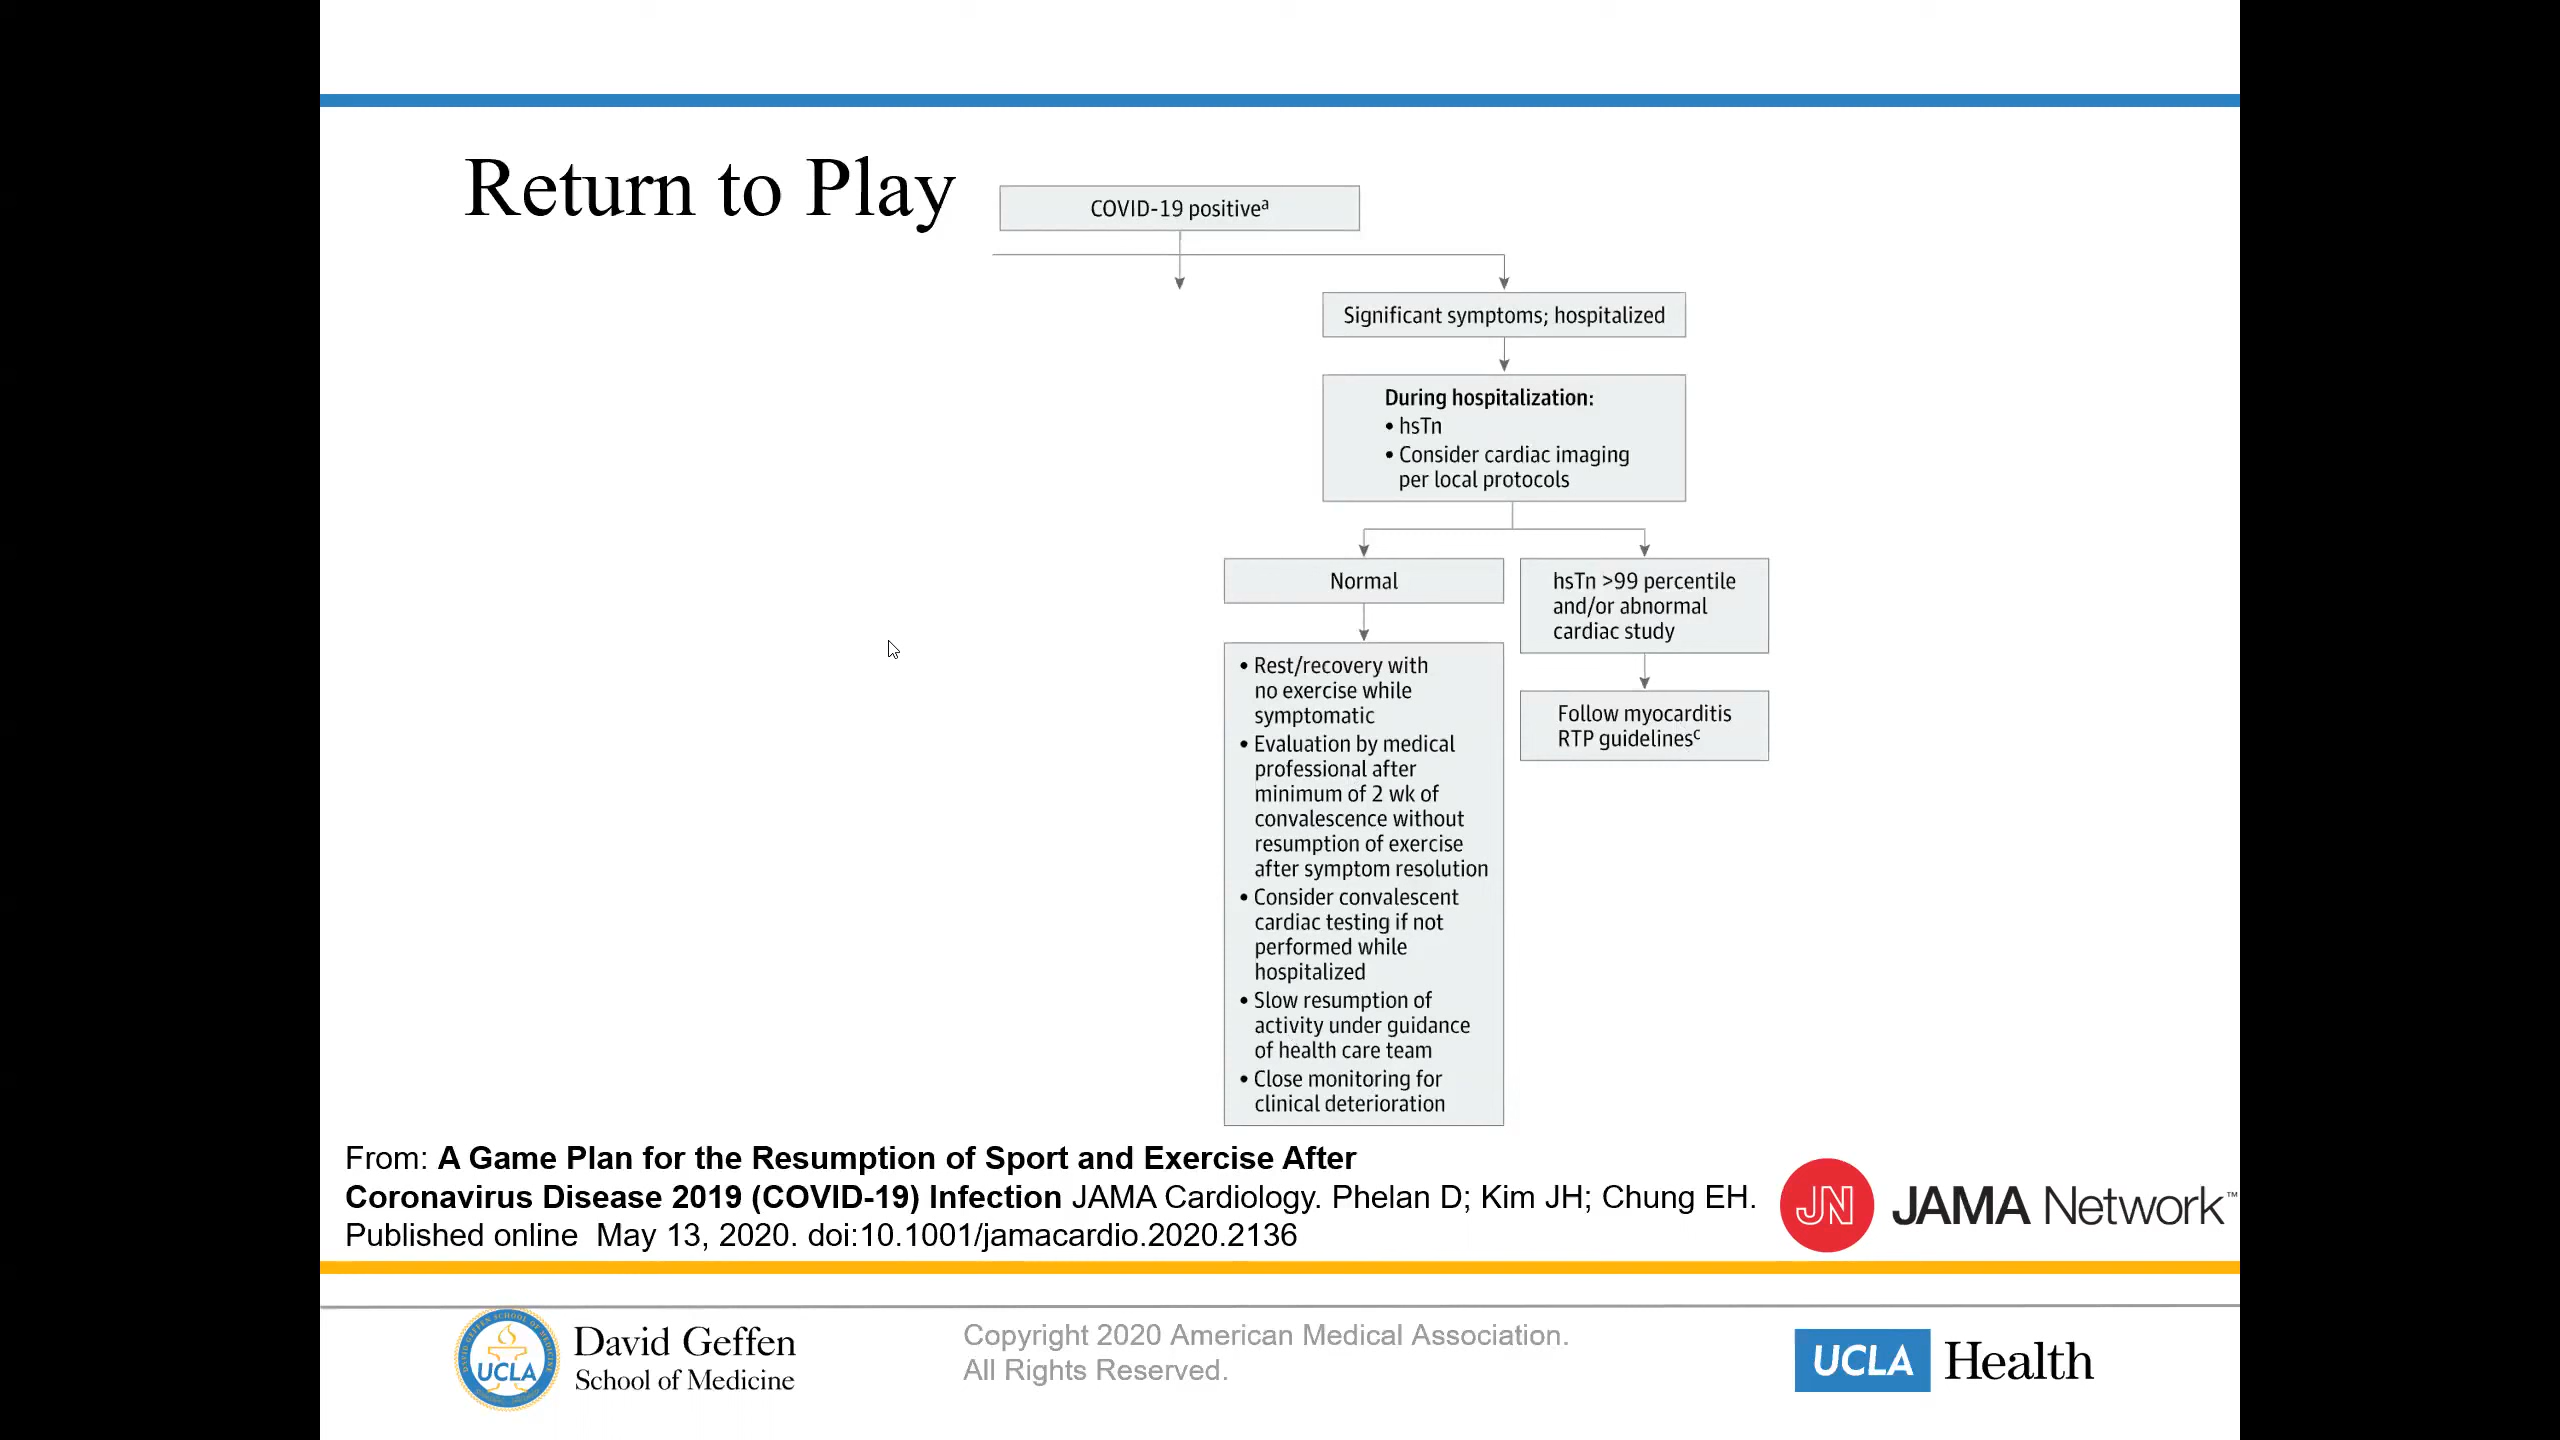 Return to Play
COVID-19 positiveᵃ
Significant symptoms; hospitalized
During hospitalization:
• hsTn
• Consider cardiac imaging
per local protocols
Normal
hsTn >99 percentile
and/or abnormal
cardiac study
• Rest/recovery with
no exercise while
symptomatic
• Evaluation by medical
professional after
minimum of 2 wk of
convalescence without
resumption of exercise
after symptom resolution
• Consider convalescent
cardiac testing if not
performed while
hospitalized
• Slow resumption of
activity under guidance
of health care team
• Close monitoring for
clinical deterioration
Follow myocarditis
RTP guidelinesᶜ
From: A Game Plan for the Resumption of Sport and Exercise After
Coronavirus Disease 2019 (COVID-19) Infection JAMA Cardiology. Phelan D; Kim JH; Chung EH.
Published online  May 13, 2020. doi:10.1001/jamacardio.2020.2136
JN JAMA Network™
UCLA
David Geffen
School of Medicine
Copyright 2020 American Medical Association.
All Rights Reserved.
UCLA Health